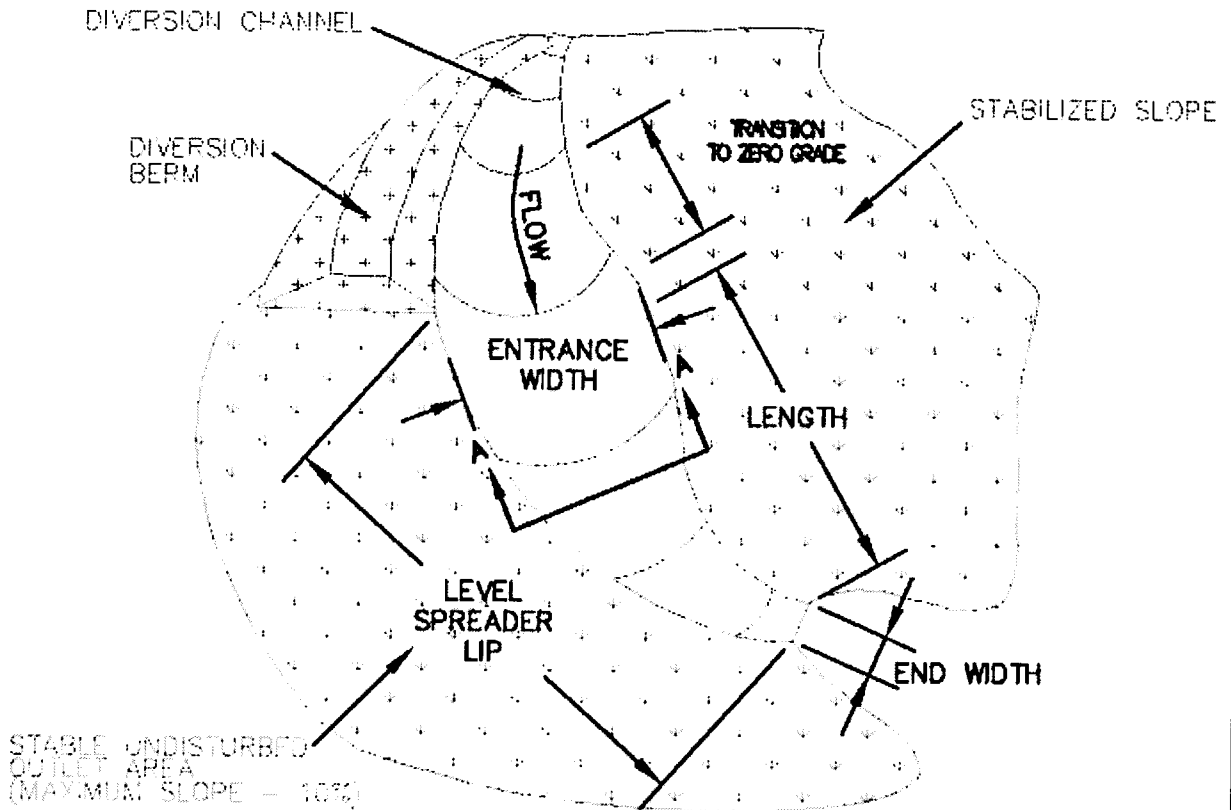 DIVERSION CHANNEL
STABILIZED SLOPE
TRANSITION
TO ZERO GRADE
DIVERSION
BERM
FLOW
ENTRANCE
WIDTH
A
A
LENGTH
LEVEL
SPREADER
LIP
END WIDTH
STABLE UNDISTURBED
OUTLET AREA
(MAXIMUM SLOPE - 10%)